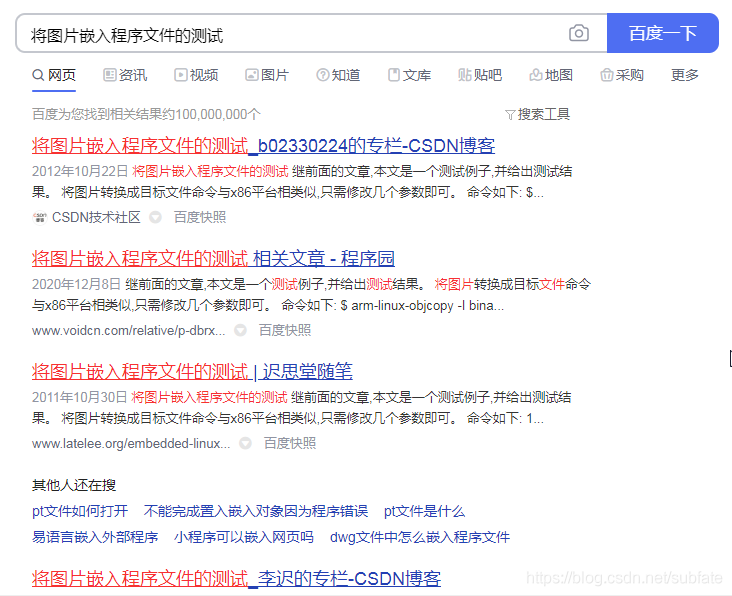 将图片嵌入程序文件的测试 百度一下
网页 资讯 视频 图片 知道 文库 贴吧 地图 采购 更多
百度为您找到相关结果约100,000,000个 搜索工具
将图片嵌入程序文件的测试_b02330224的专栏-CSDN博客
2012年10月22日 将图片嵌入程序文件的测试 继前面的文章,本文是一个测试例子,并给出测试结
果。 将图片转换成目标文件命令与x86平台相类似,只需修改几个参数即可。 命令如下: $...
CSDN CSDN技术社区 百度快照
将图片嵌入程序文件的测试 相关文章 - 程序园
2020年12月8日 继前面的文章,本文是一个测试例子,并给出测试结果。 将图片转换成目标文件命令
与x86平台相类似,只需修改几个参数即可。 命令如下: $ arm-linux-objcopy -I bina...
www.voidcn.com/relative/p-dbrx... 百度快照
将图片嵌入程序文件的测试 | 迟思堂随笔
2011年10月30日 将图片嵌入程序文件的测试 继前面的文章,本文是一个测试例子,并给出测试结
果。 将图片转换成目标文件命令与x86平台相类似,只需修改几个参数即可。 命令如下: 1...
www.latelee.org/embedded-linux... 百度快照
其他人还在搜
pt文件如何打开 不能完成置入嵌入对象因为程序错误 pt文件是什么
易语言嵌入外部程序 小程序可以嵌入网页吗 dwg文件中怎么嵌入程序文件
将图片嵌入程序文件的测试_李迟的专栏-CSDN博客
https://blog.csdn.net/subfate